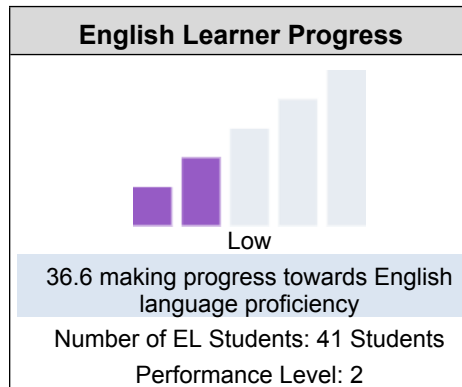 English Learner Progress
Low
36.6 making progress towards English
language proficiency
Number of EL Students: 41 Students
Performance Level: 2